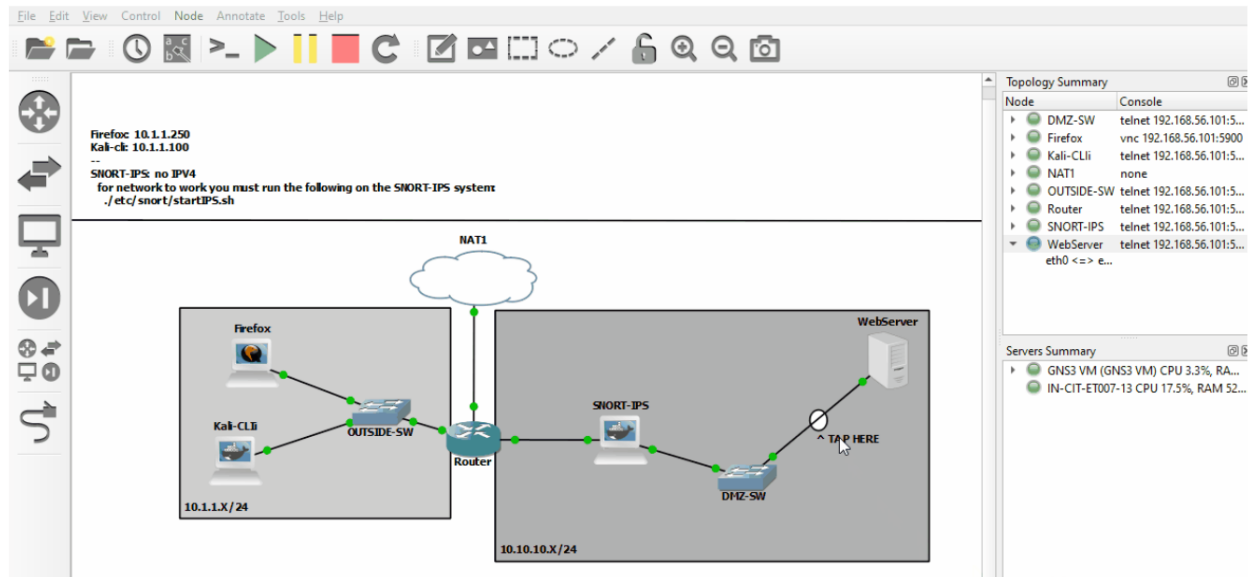 File Edit View Control Node Annotate Tools Help
Firefox: 10.1.1.250
Kali-cli: 10.1.1.100
--
SNORT-IPS: no IPV4
for network to work you must run the following on the SNORT-IPS system:
./etc/snort/startIPS.sh
NAT1
Firefox
Kali-CLIi
OUTSIDE-SW
10.1.1.X/24
Router
SNORT-IPS
WebServer
^ TAP HERE
DMZ-SW
10.10.10.X/24
Topology Summary
Node Console
DMZ-SW telnet 192.168.56.101:5...
Firefox vnc 192.168.56.101:5900
Kali-CLIi telnet 192.168.56.101:5...
NAT1 none
OUTSIDE-SW telnet 192.168.56.101:5...
Router telnet 192.168.56.101:5...
SNORT-IPS telnet 192.168.56.101:5...
WebServer telnet 192.168.56.101:5...
eth0 <=> e...
Servers Summary
GNS3 VM (GNS3 VM) CPU 3.3%, RA...
IN-CIT-ET007-13 CPU 17.5%, RAM 52...